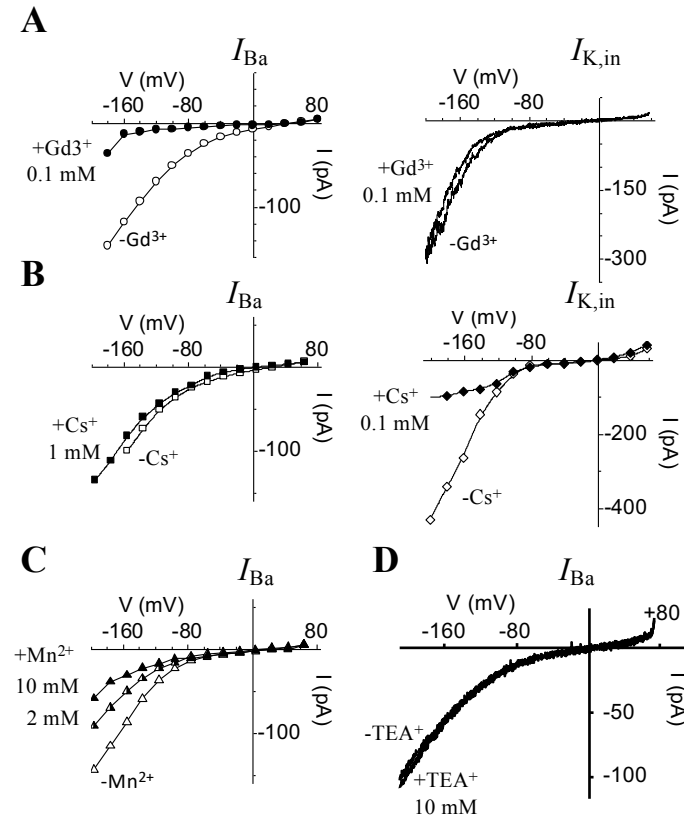 A
I_Ba
V (mV)
-160 -80 80
+Gd³⁺
0.1 mM
-Gd³⁺
-100
I (pA)
I_K,in
V (mV)
-160 -80
+Gd³⁺
0.1 mM
-Gd³⁺
-150
-300
I (pA)
B
I_Ba
V (mV)
-160 -80 80
+Cs⁺
1 mM
-Cs⁺
-100
I (pA)
I_K,in
V (mV)
-160 -80
+Cs⁺
0.1 mM
-Cs⁺
-200
-400
I (pA)
C
I_Ba
V (mV)
-160 -80 80
+Mn²⁺
10 mM
2 mM
-Mn²⁺
-100
I (pA)
D
I_Ba
V (mV)
-160 -80 +80
-TEA⁺
+TEA⁺
10 mM
-50
-100
I (pA)